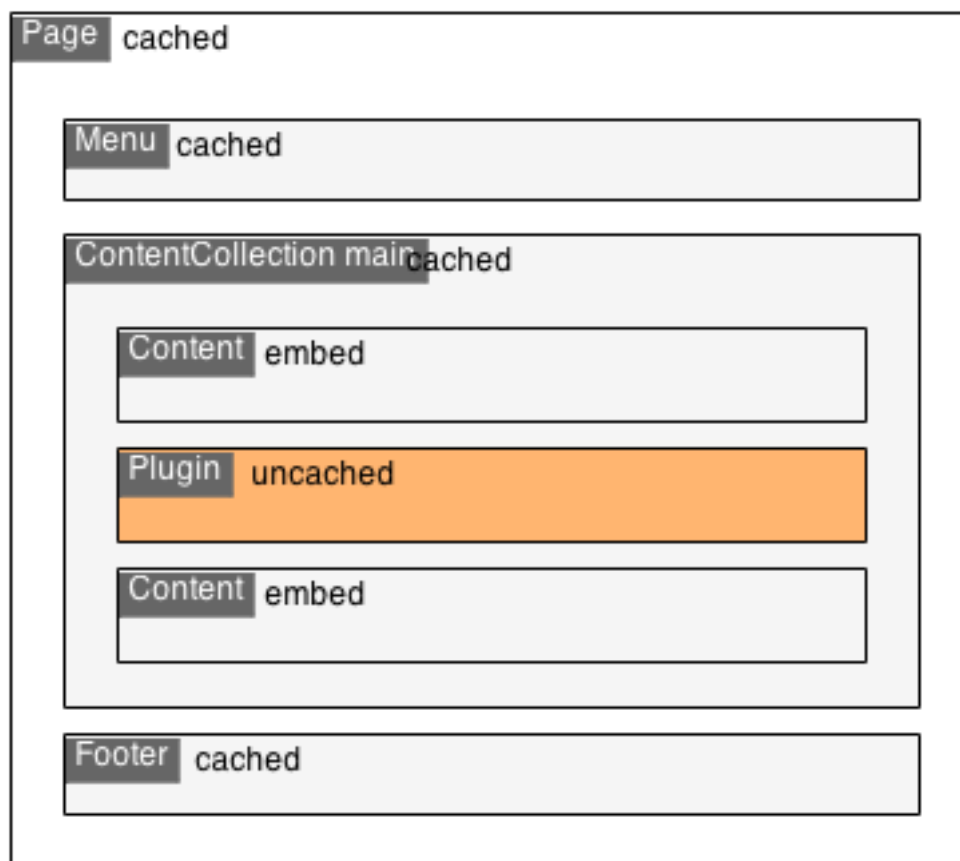 Page cached
Menu cached
ContentCollection main cached
Content embed
Plugin uncached
Content embed
Footer cached